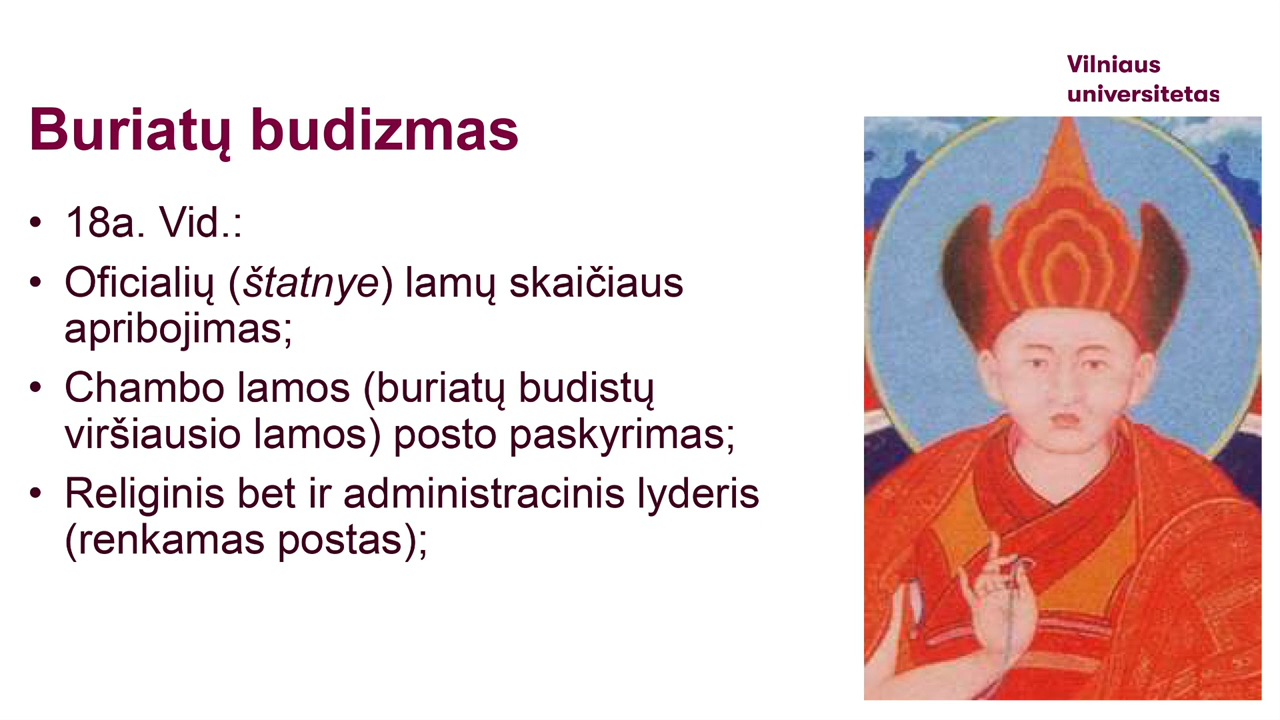 Vilniaus
universitetas
Buriatų budizmas
• 18a. Vid.:
• Oficialių (štatnye) lamų skaičiaus
apribojimas;
• Chambo lamos (buriatų budistų
viršiausio lamos) posto paskyrimas;
• Religinis bet ir administracinis lyderis
(renkamas postas);